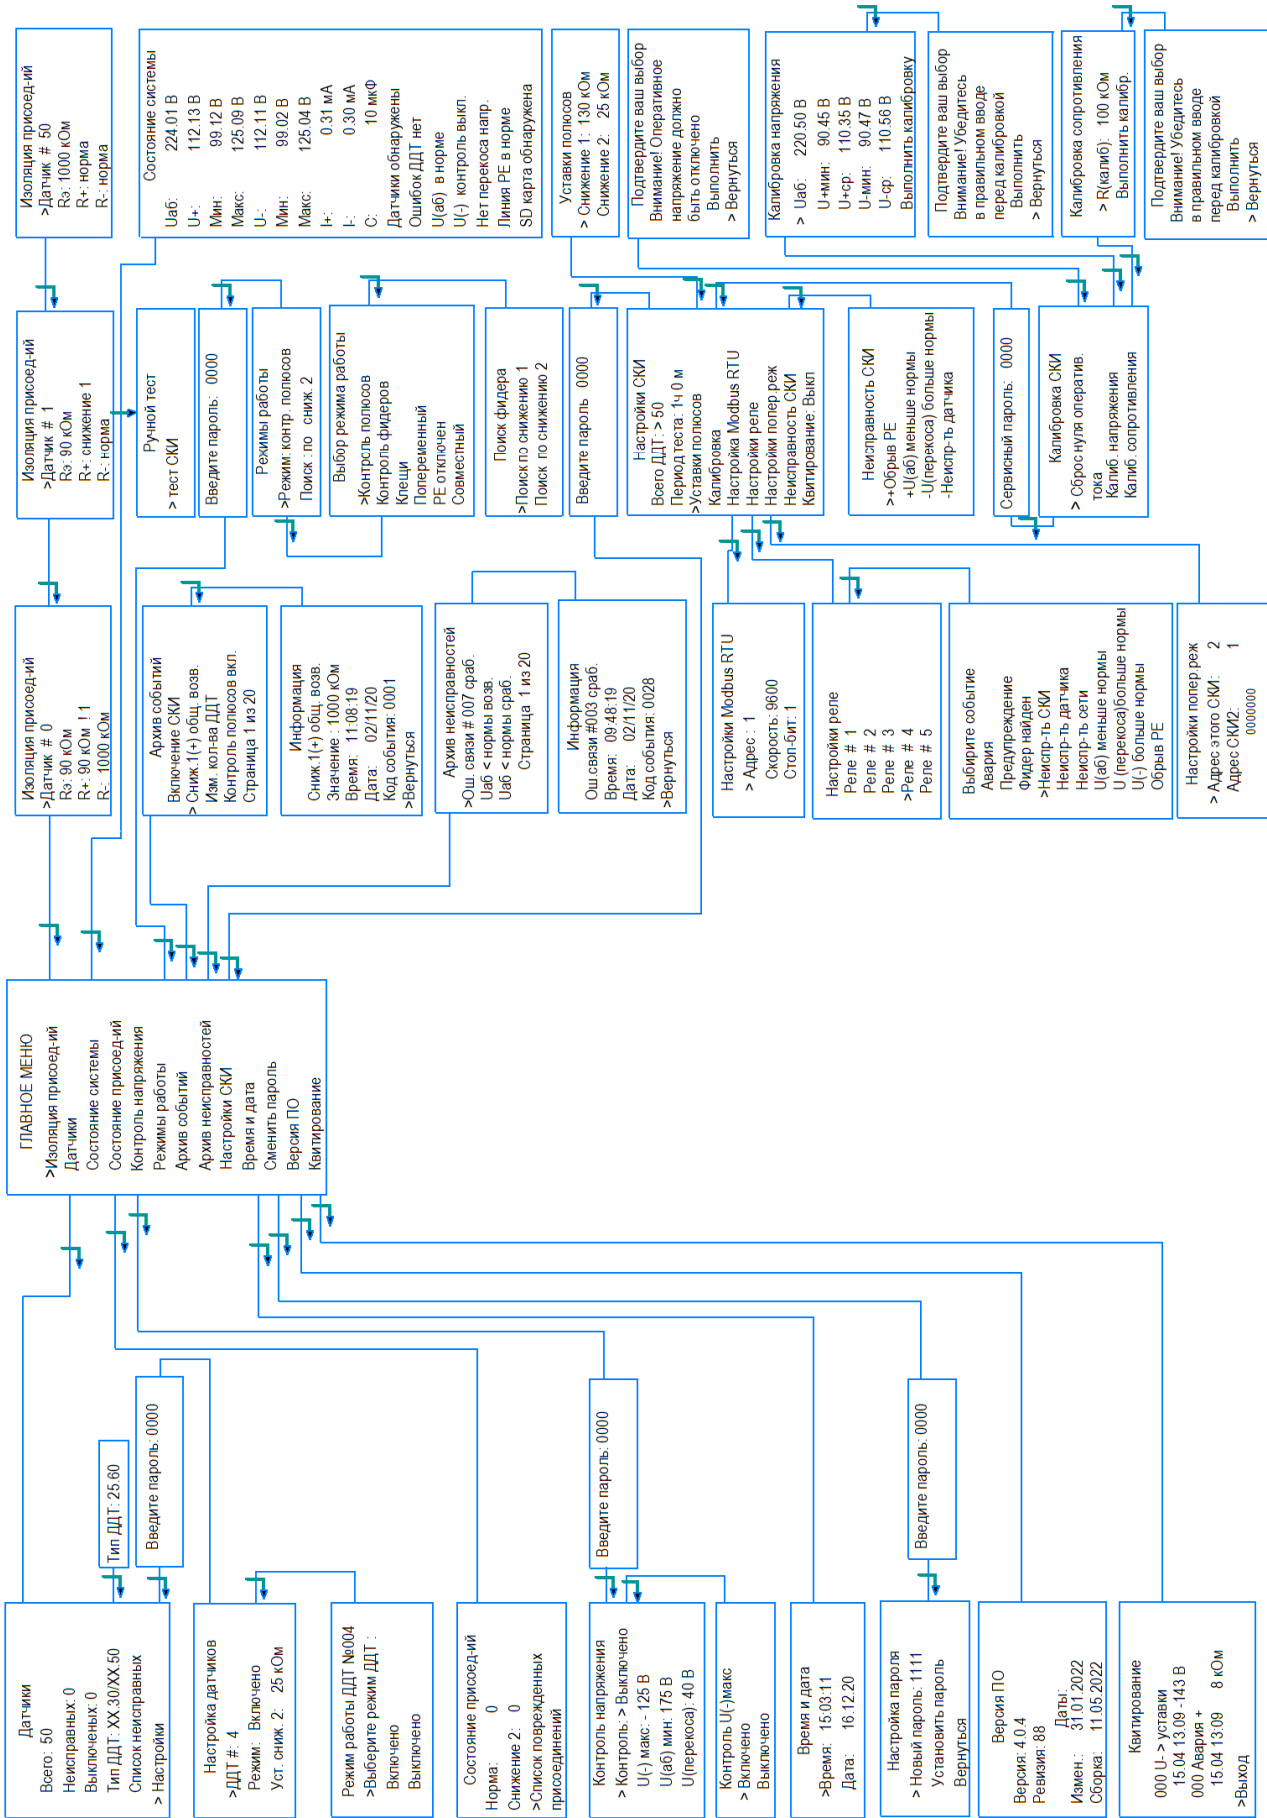 ГЛАВНОЕ МЕНЮ
>Изоляция присоед-ий
Датчики
Состояние системы
Состояние присоед-ий
Контроль напряжения
Режимы работы
Архив событий
Архив неисправностей
Настройки СКИ
Время и дата
Сменить пароль
Версия ПО
Квитирование
Датчики
Всего: 50
Неисправных: 0
Выключеных: 0
Тип ДДТ: XX.30/XX.50
Список неисправных
> Настройки
Тип ДДТ: 25.60
Введите пароль: 0000
Настройка датчиков
>ДДТ #: 4
Режим: Включено
Уст. сниж. 2: 25 кОм
Режим работы ДДТ №004
>Выберите режим ДДТ :
Включено
Выключено
Состояние присоед-ий
Норма: 0
Снижение 2: 0
>Список поврежденных
присоединений
Введите пароль: 0000
Контроль напряжения
> Контроль: > Выключено
U(-) макс: - 125 В
U(аб) мин: 175 В
U(перекоса): 40 В
Контроль U(-)макс
> Включено
Выключено
Время и дата
>Время: 15:03:11
Дата: 16.12.20
Введите пароль: 0000
Настройка пароля
> Новый пароль: 1111
Установить пароль
Вернуться
Версия ПО
Версия: 4.0.4
Ревизия: 88
Даты:
Измен.: 31.01.2022
Сборка: 11.05.2022
Квитирование
000 U- > уставки
15.04 13.09 -143 В
000 Авария +
15.04 13:09 8 кОм
>Выход
Изоляция присоед-ий
>Датчик # 0
Rэ: 90 кОм
R+: 90 кОм ! 1
R-: 1000 кОм
Изоляция присоед-ий
>Датчик # 1
Rэ: 90 кОм
R+: снижение 1
R-: норма
Изоляция присоед-ий
>Датчик # 50
Rэ: 1000 кОм
R+: норма
R-: норма
Ручной тест
> тест СКИ
Состояние системы
Uаб: 224.01 В
U+: 112.13 В
Мин: 99.12 В
Макс: 125.09 В
U-: 112.11 В
Мин: 99.02 В
Макс: 125.04 В
I+: 0.31 мА
I-: 0.30 мА
C: 10 мкФ
Датчики обнаружены
Ошибок ДДТ нет
U(аб) в норме
U(-) контроль выкл.
Нет перекоса напр.
Линия PE в норме
SD карта обнаружена
Введите пароль: 0000
Режимы работы
>Режим: контр. полюсов
Поиск : по сниж. 2
Выбор режима работы
>Контроль полюсов
Контроль фидеров
Клещи
Попеременный
PE отключен
Совместный
Поиск фидера
>Поиск по снижению 1
Поиск по снижению 2
Архив событий
Включение СКИ
> Сниж.1(+) общ. возв.
Изм. кол-ва ДДТ
Контроль полюсов вкл.
Страница 1 из 20
Информация
Сниж.1(+) общ. возв.
Значение : 1000 кОм
Время: 11:08:19
Дата: 02/11/20
Код события: 0001
>Вернуться
Архив неисправностей
>Ош. связи # 007 сраб.
Uаб < нормы возв.
Uаб < нормы сраб.
Страница 1 из 20
Информация
Ош.связи #003 сраб.
Время: 09:48:19
Дата: 02/11/20
Код события: 0028
>Вернуться
Введите пароль 0000
Настройки СКИ
Всего ДДТ: > 50
Период теста: 1ч 0 м
>Уставки полюсов
Калибровка
Настройка Modbus RTU
Настройки реле
Настройки попер.реж
Неисправность СКИ
Квитирование: Выкл
Уставки полюсов
> Снижение 1: 130 кОм
Снижение 2: 25 кОм
Неисправность СКИ
>+Обрыв PE
+U(аб) меньше нормы
-U(перекоса) больше нормы
-Неиспр-ть датчика
Сервисный пароль: 0000
Калибровка СКИ
> Сброс нуля оператив.
тока
Калиб. напряжения
Калиб. сопротивления
Подтвердите ваш выбор
Внимание! Оперативное
напряжение должно
быть отключено
Выполнить
> Вернуться
Калибровка напряжения
> Uаб: 220.50 В
U+мин: 90.45 В
U+ср: 110.35 В
U-мин: 90.47 В
U-ср: 110.56 В
Выполнить калибровку
Подтвердите ваш выбор
Внимание! Убедитесь
в правильном вводе
перед калибровкой
Выполнить
> Вернуться
Калибровка сопротивления
> R(калиб): 100 кОм
Выполнить калибр.
Подтвердите ваш выбор
Внимание! Убедитесь
в правильном вводе
перед калибровкой
Выполнить
> Вернуться
Настройки Modbus RTU
> Адрес : 1
Скорость: 9600
Стоп-бит: 1
Настройки реле
Реле # 1
Реле # 2
Реле # 3
>Реле # 4
Реле # 5
Выбирите событие
Авария
Предупреждение
Фидер найден
>Неиспр-ть СКИ
Неиспр-ть датчика
Неиспр-ть сети
U(аб) меньше нормы
U (перекоса)больше нормы
U(-) больше нормы
Обрыв PE
Настройки попер.реж
> Адрес этого СКИ: 2
Адрес СКИ2: 1
0000000